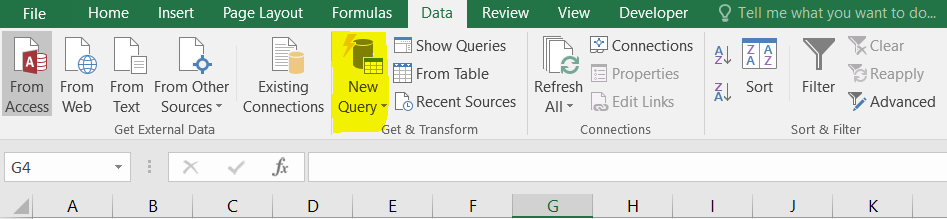 File Home Insert Page Layout Formulas Data Review View Developer Tell me what you want to do...
From Access
From Web
From Text
From Other Sources
Existing Connections
Get External Data
New Query
Show Queries
From Table
Recent Sources
Get & Transform
Refresh All
Connections
Properties
Edit Links
Connections
A Z
Z A
Z A A Z
Sort
Filter
Clear
Reapply
Advanced
Sort & Filter
G4 fx
A B C D E F G H I J K